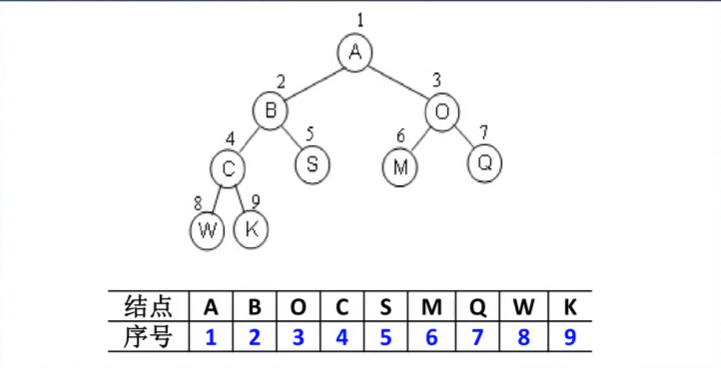 1
A
2
3
B
O
4
5
6
7
C
S
M
Q
8
9
W
K
结点 A B O C S M Q W K
序号 1 2 3 4 5 6 7 8 9